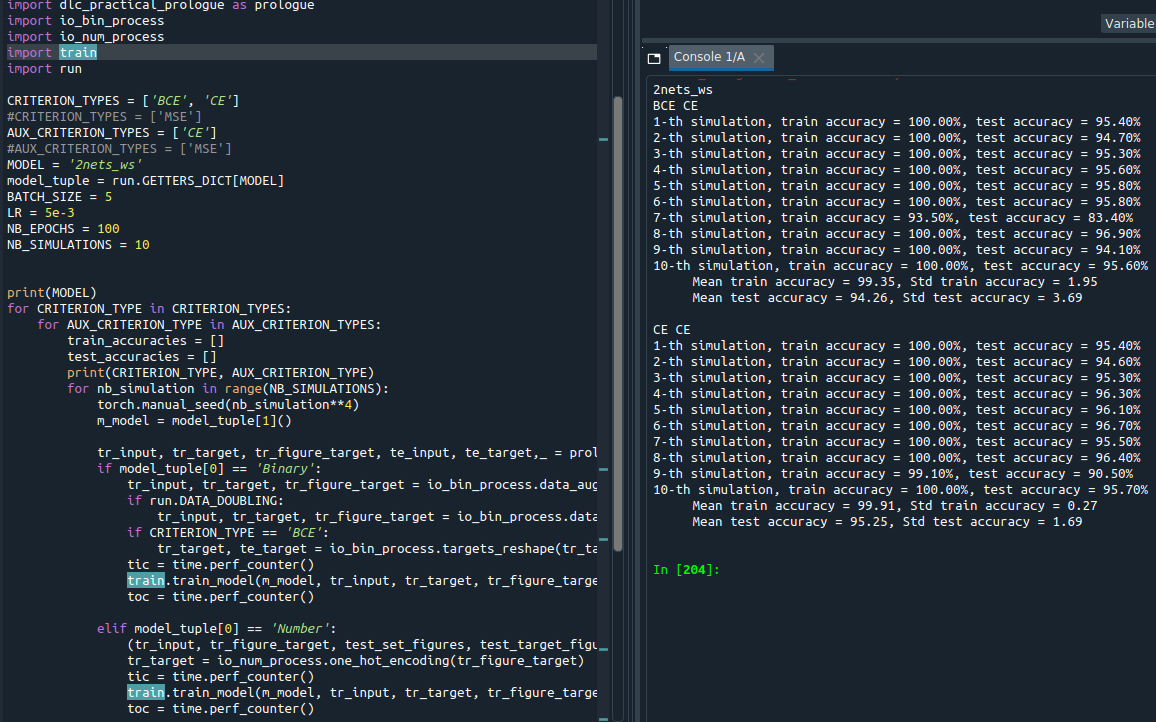 import dlc_practical_prologue as prologue
import io_bin_process
import io_num_process
import train
import run
CRITERION_TYPES = ['BCE', 'CE']
#CRITERION_TYPES = ['MSE']
AUX_CRITERION_TYPES = ['CE']
#AUX_CRITERION_TYPES = ['MSE']
MODEL = '2nets_ws'
model_tuple = run.GETTERS_DICT[MODEL]
BATCH_SIZE = 5
LR = 5e-3
NB_EPOCHS = 100
NB_SIMULATIONS = 10
print(MODEL)
for CRITERION_TYPE in CRITERION_TYPES:
    for AUX_CRITERION_TYPE in AUX_CRITERION_TYPES:
        train_accuracies = []
        test_accuracies = []
        print(CRITERION_TYPE, AUX_CRITERION_TYPE)
        for nb_simulation in range(NB_SIMULATIONS):
            torch.manual_seed(nb_simulation**4)
            m_model = model_tuple[1]()
            tr_input, tr_target, tr_figure_target, te_input, te_target,_ = prol
            if model_tuple[0] == 'Binary':
                tr_input, tr_target, tr_figure_target = io_bin_process.data_aug
                if run.DATA_DOUBLING:
                    tr_input, tr_target, tr_figure_target = io_bin_process.data
                if CRITERION_TYPE == 'BCE':
                    tr_target, te_target = io_bin_process.targets_reshape(tr_ta
                tic = time.perf_counter()
                train.train_model(m_model, tr_input, tr_target, tr_figure_targe
                toc = time.perf_counter()
            elif model_tuple[0] == 'Number':
                (tr_input, tr_figure_target, test_set_figures, test_target_figu
                tr_target = io_num_process.one_hot_encoding(tr_figure_target)
                tic = time.perf_counter()
                train.train_model(m_model, tr_input, tr_target, tr_figure_targe
                toc = time.perf_counter()
Variable
Console 1/A
2nets_ws
BCE CE
1-th simulation, train accuracy = 100.00%, test accuracy = 95.40%
2-th simulation, train accuracy = 100.00%, test accuracy = 94.70%
3-th simulation, train accuracy = 100.00%, test accuracy = 95.30%
4-th simulation, train accuracy = 100.00%, test accuracy = 95.60%
5-th simulation, train accuracy = 100.00%, test accuracy = 95.80%
6-th simulation, train accuracy = 100.00%, test accuracy = 95.80%
7-th simulation, train accuracy = 93.50%, test accuracy = 83.40%
8-th simulation, train accuracy = 100.00%, test accuracy = 96.90%
9-th simulation, train accuracy = 100.00%, test accuracy = 94.10%
10-th simulation, train accuracy = 100.00%, test accuracy = 95.60%
Mean train accuracy = 99.35, Std train accuracy = 1.95
Mean test accuracy = 94.26, Std test accuracy = 3.69
CE CE
1-th simulation, train accuracy = 100.00%, test accuracy = 95.40%
2-th simulation, train accuracy = 100.00%, test accuracy = 94.60%
3-th simulation, train accuracy = 100.00%, test accuracy = 95.30%
4-th simulation, train accuracy = 100.00%, test accuracy = 96.30%
5-th simulation, train accuracy = 100.00%, test accuracy = 96.10%
6-th simulation, train accuracy = 100.00%, test accuracy = 96.70%
7-th simulation, train accuracy = 100.00%, test accuracy = 95.50%
8-th simulation, train accuracy = 100.00%, test accuracy = 96.40%
9-th simulation, train accuracy = 99.10%, test accuracy = 90.50%
10-th simulation, train accuracy = 100.00%, test accuracy = 95.70%
Mean train accuracy = 99.91, Std train accuracy = 0.27
Mean test accuracy = 95.25, Std test accuracy = 1.69
In [204]: